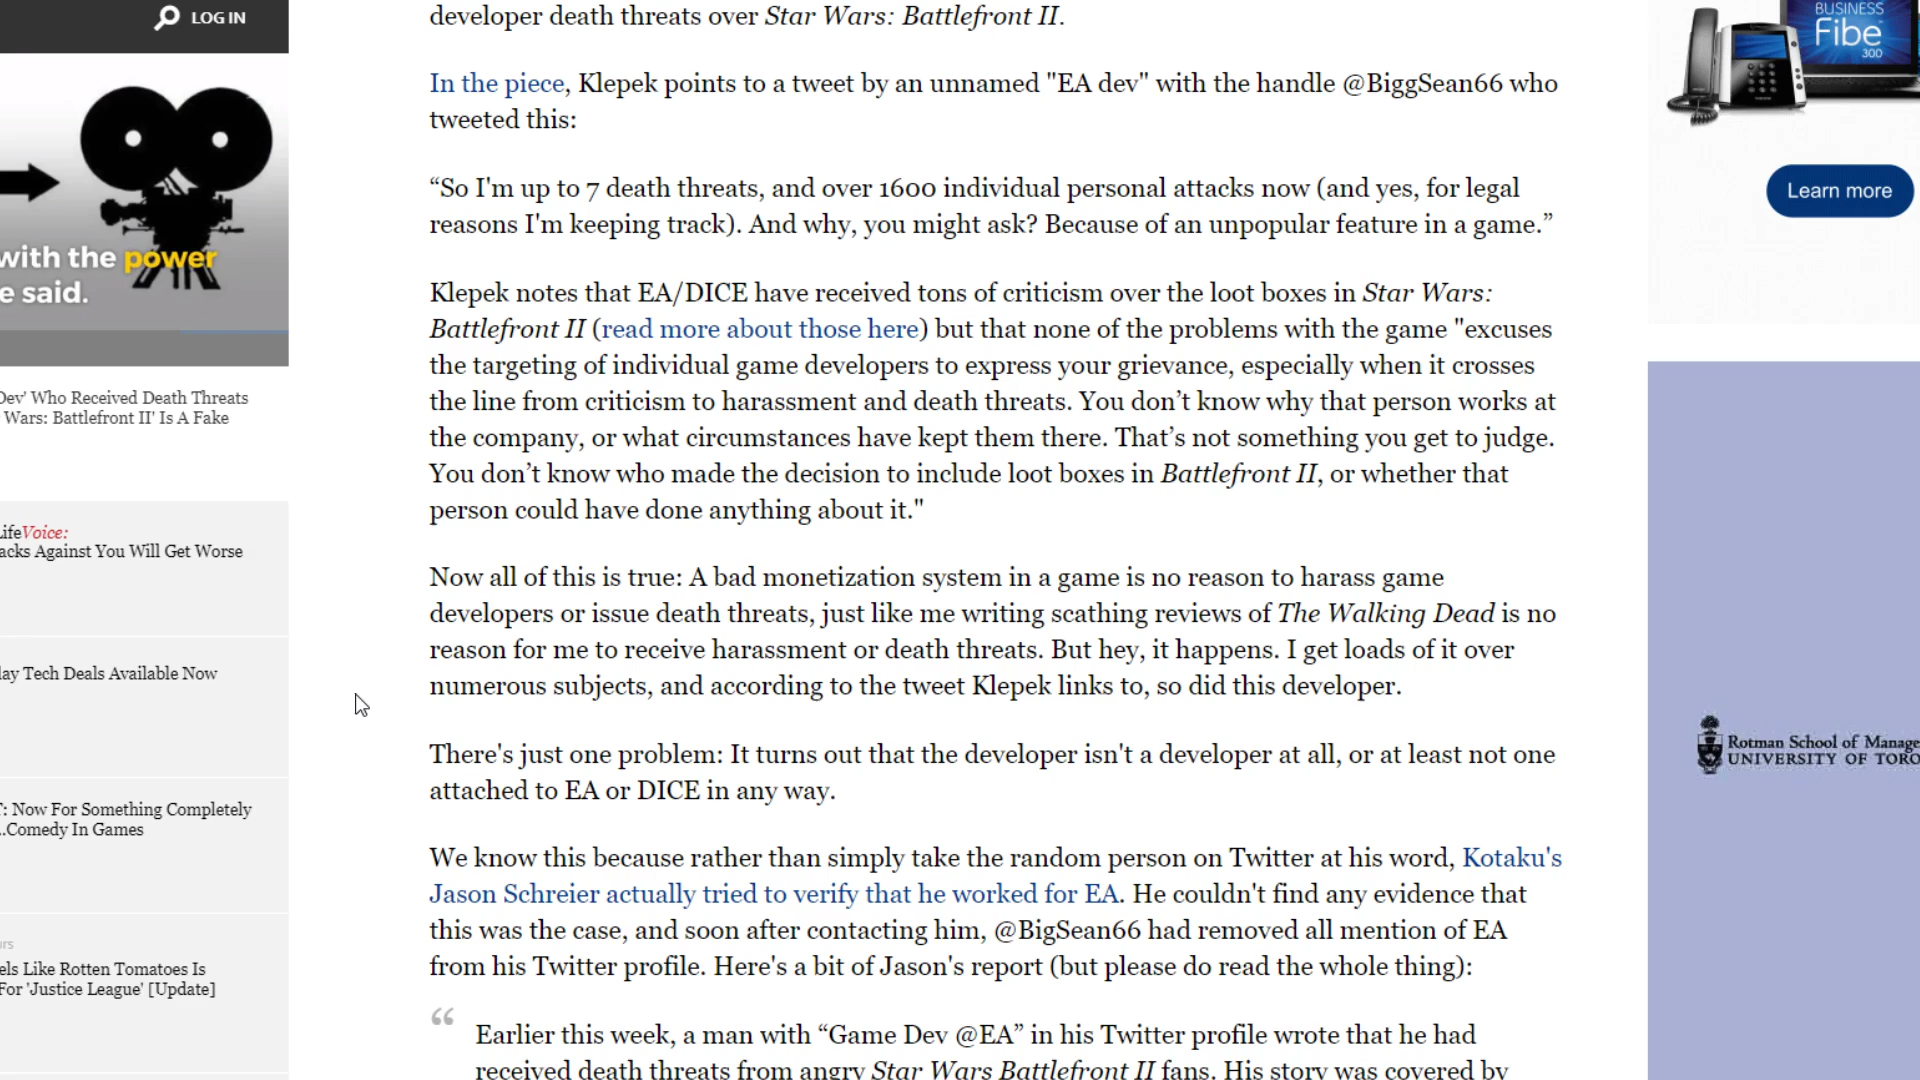 LOG IN
with the power
e said.
Dev' Who Received Death Threats
Wars: Battlefront II' Is A Fake
ifeVoice:
acks Against You Will Get Worse
lay Tech Deals Available Now
: Now For Something Completely
..Comedy In Games
urs
els Like Rotten Tomatoes Is
For 'Justice League' [Update]
developer death threats over Star Wars: Battlefront II.
In the piece, Klepek points to a tweet by an unnamed "EA dev" with the handle @BiggSean66 who
tweeted this:
“So I'm up to 7 death threats, and over 1600 individual personal attacks now (and yes, for legal
reasons I'm keeping track). And why, you might ask? Because of an unpopular feature in a game.”
Klepek notes that EA/DICE have received tons of criticism over the loot boxes in Star Wars:
Battlefront II (read more about those here) but that none of the problems with the game "excuses
the targeting of individual game developers to express your grievance, especially when it crosses
the line from criticism to harassment and death threats. You don’t know why that person works at
the company, or what circumstances have kept them there. That’s not something you get to judge.
You don’t know who made the decision to include loot boxes in Battlefront II, or whether that
person could have done anything about it."
Now all of this is true: A bad monetization system in a game is no reason to harass game
developers or issue death threats, just like me writing scathing reviews of The Walking Dead is no
reason for me to receive harassment or death threats. But hey, it happens. I get loads of it over
numerous subjects, and according to the tweet Klepek links to, so did this developer.
There's just one problem: It turns out that the developer isn't a developer at all, or at least not one
attached to EA or DICE in any way.
We know this because rather than simply take the random person on Twitter at his word, Kotaku's
Jason Schreier actually tried to verify that he worked for EA. He couldn't find any evidence that
this was the case, and soon after contacting him, @BigSean66 had removed all mention of EA
from his Twitter profile. Here's a bit of Jason's report (but please do read the whole thing):
“ Earlier this week, a man with “Game Dev @EA” in his Twitter profile wrote that he had
received death threats from angry Star Wars Battlefront II fans. His story was covered by
BUSINESS
Fibe
300
Learn more
Rotman School of Manage
UNIVERSITY OF TORO